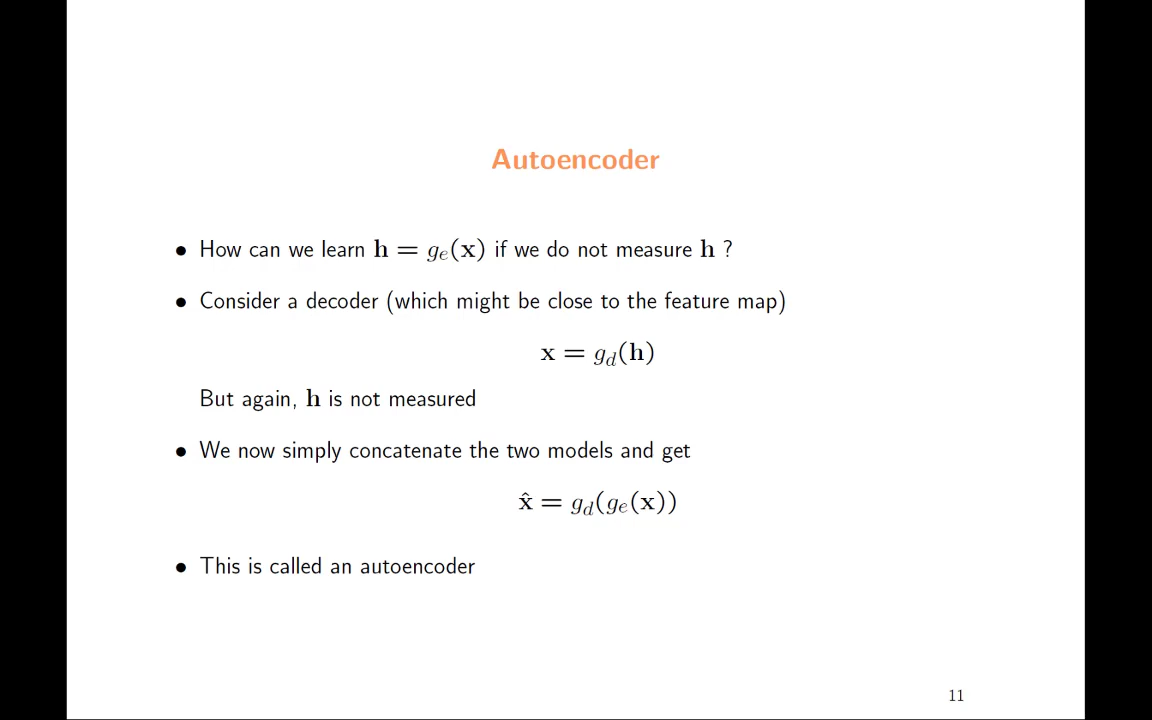 Autoencoder
• How can we learn h = gₑ(x) if we do not measure h ?
• Consider a decoder (which might be close to the feature map)
x = g_d(h)
But again, h is not measured
• We now simply concatenate the two models and get
x̂ = g_d(gₑ(x))
• This is called an autoencoder
11